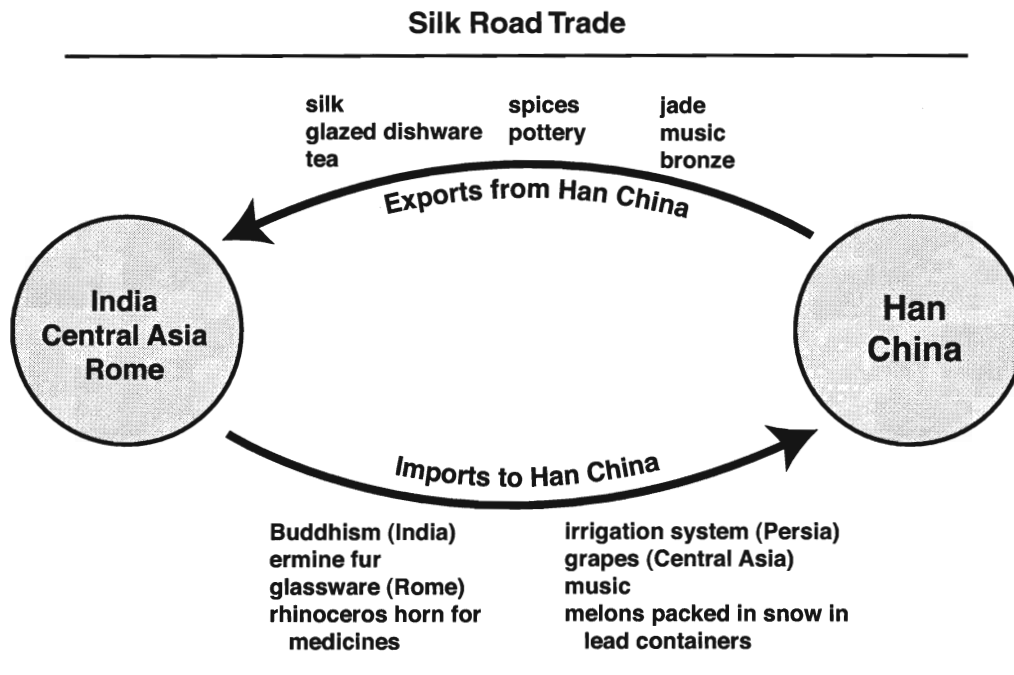 Silk Road Trade
silk
glazed dishware
tea
spices
pottery
jade
music
bronze
Exports from Han China
India
Central Asia
Rome
Han
China
Imports to Han China
Buddhism (India)
ermine fur
glassware (Rome)
rhinoceros horn for
medicines
irrigation system (Persia)
grapes (Central Asia)
music
melons packed in snow in
lead containers